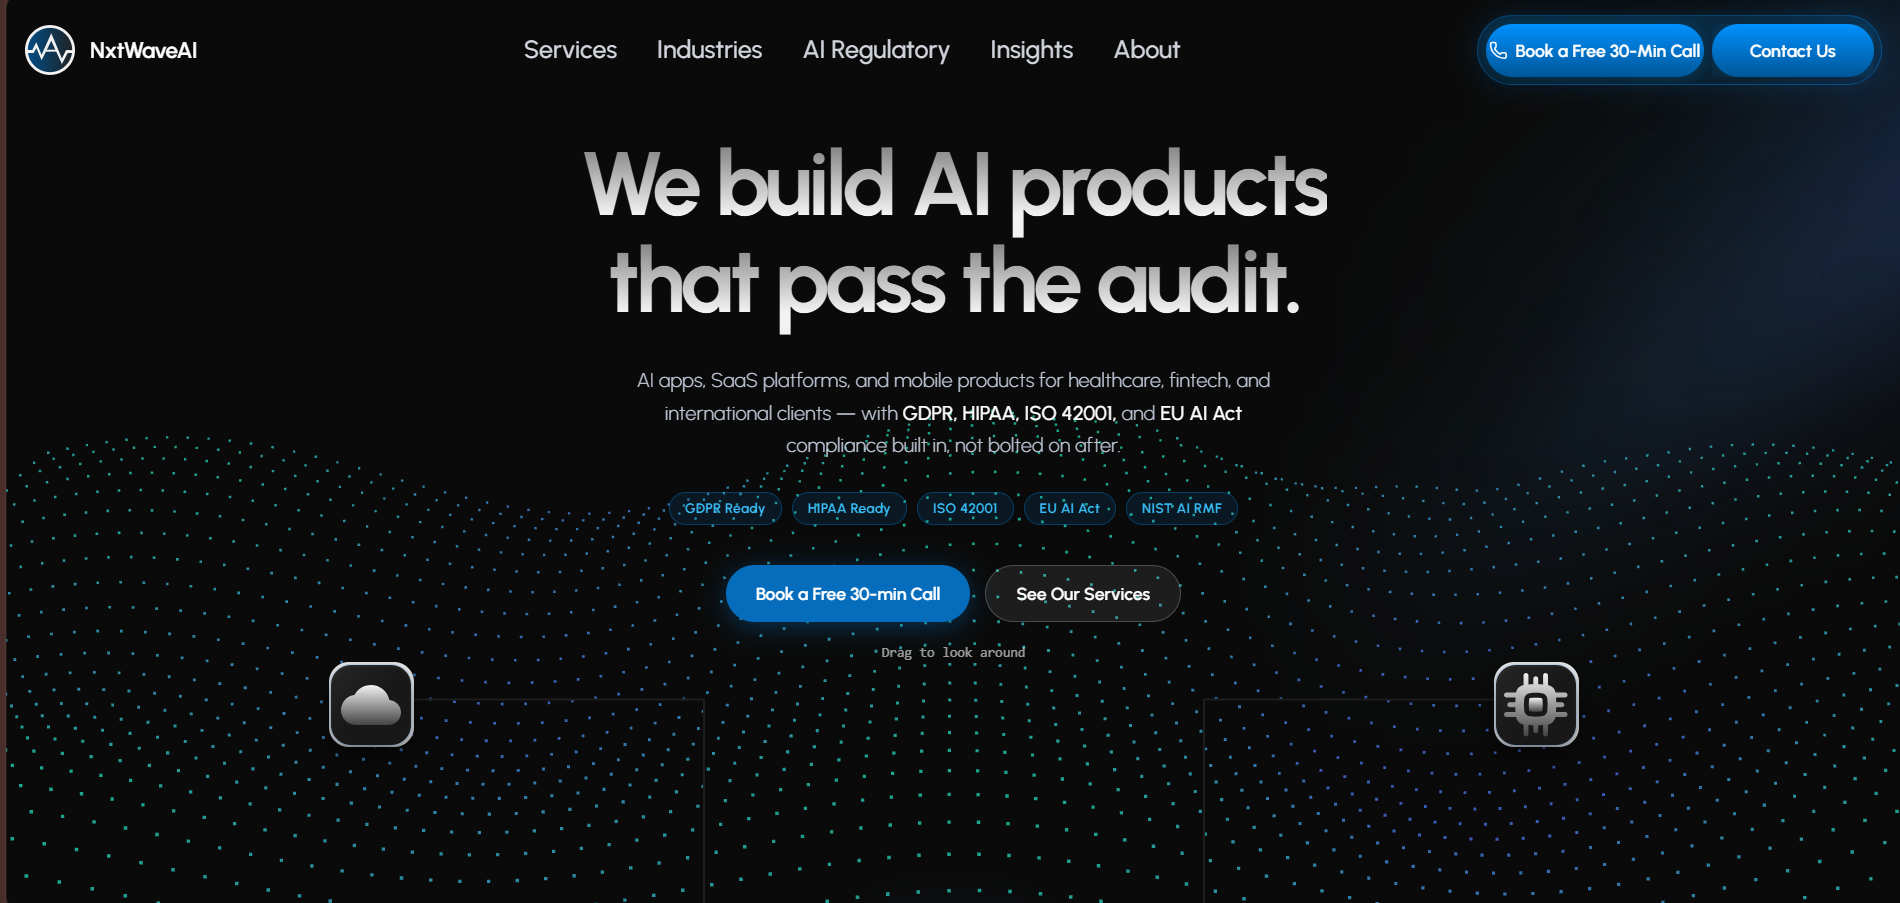 NxtWaveAI
Services
Industries
AI Regulatory
Insights
About
Book a Free 30-Min Call
Contact Us
We build AI products
that pass the audit.
AI apps, SaaS platforms, and mobile products for healthcare, fintech, and
international clients — with GDPR, HIPAA, ISO 42001, and EU AI Act
compliance built in, not bolted on after.
GDPR Ready
HIPAA Ready
ISO 42001
EU AI Act
NIST AI RMF
Book a Free 30-min Call
See Our Services
Drag to look around